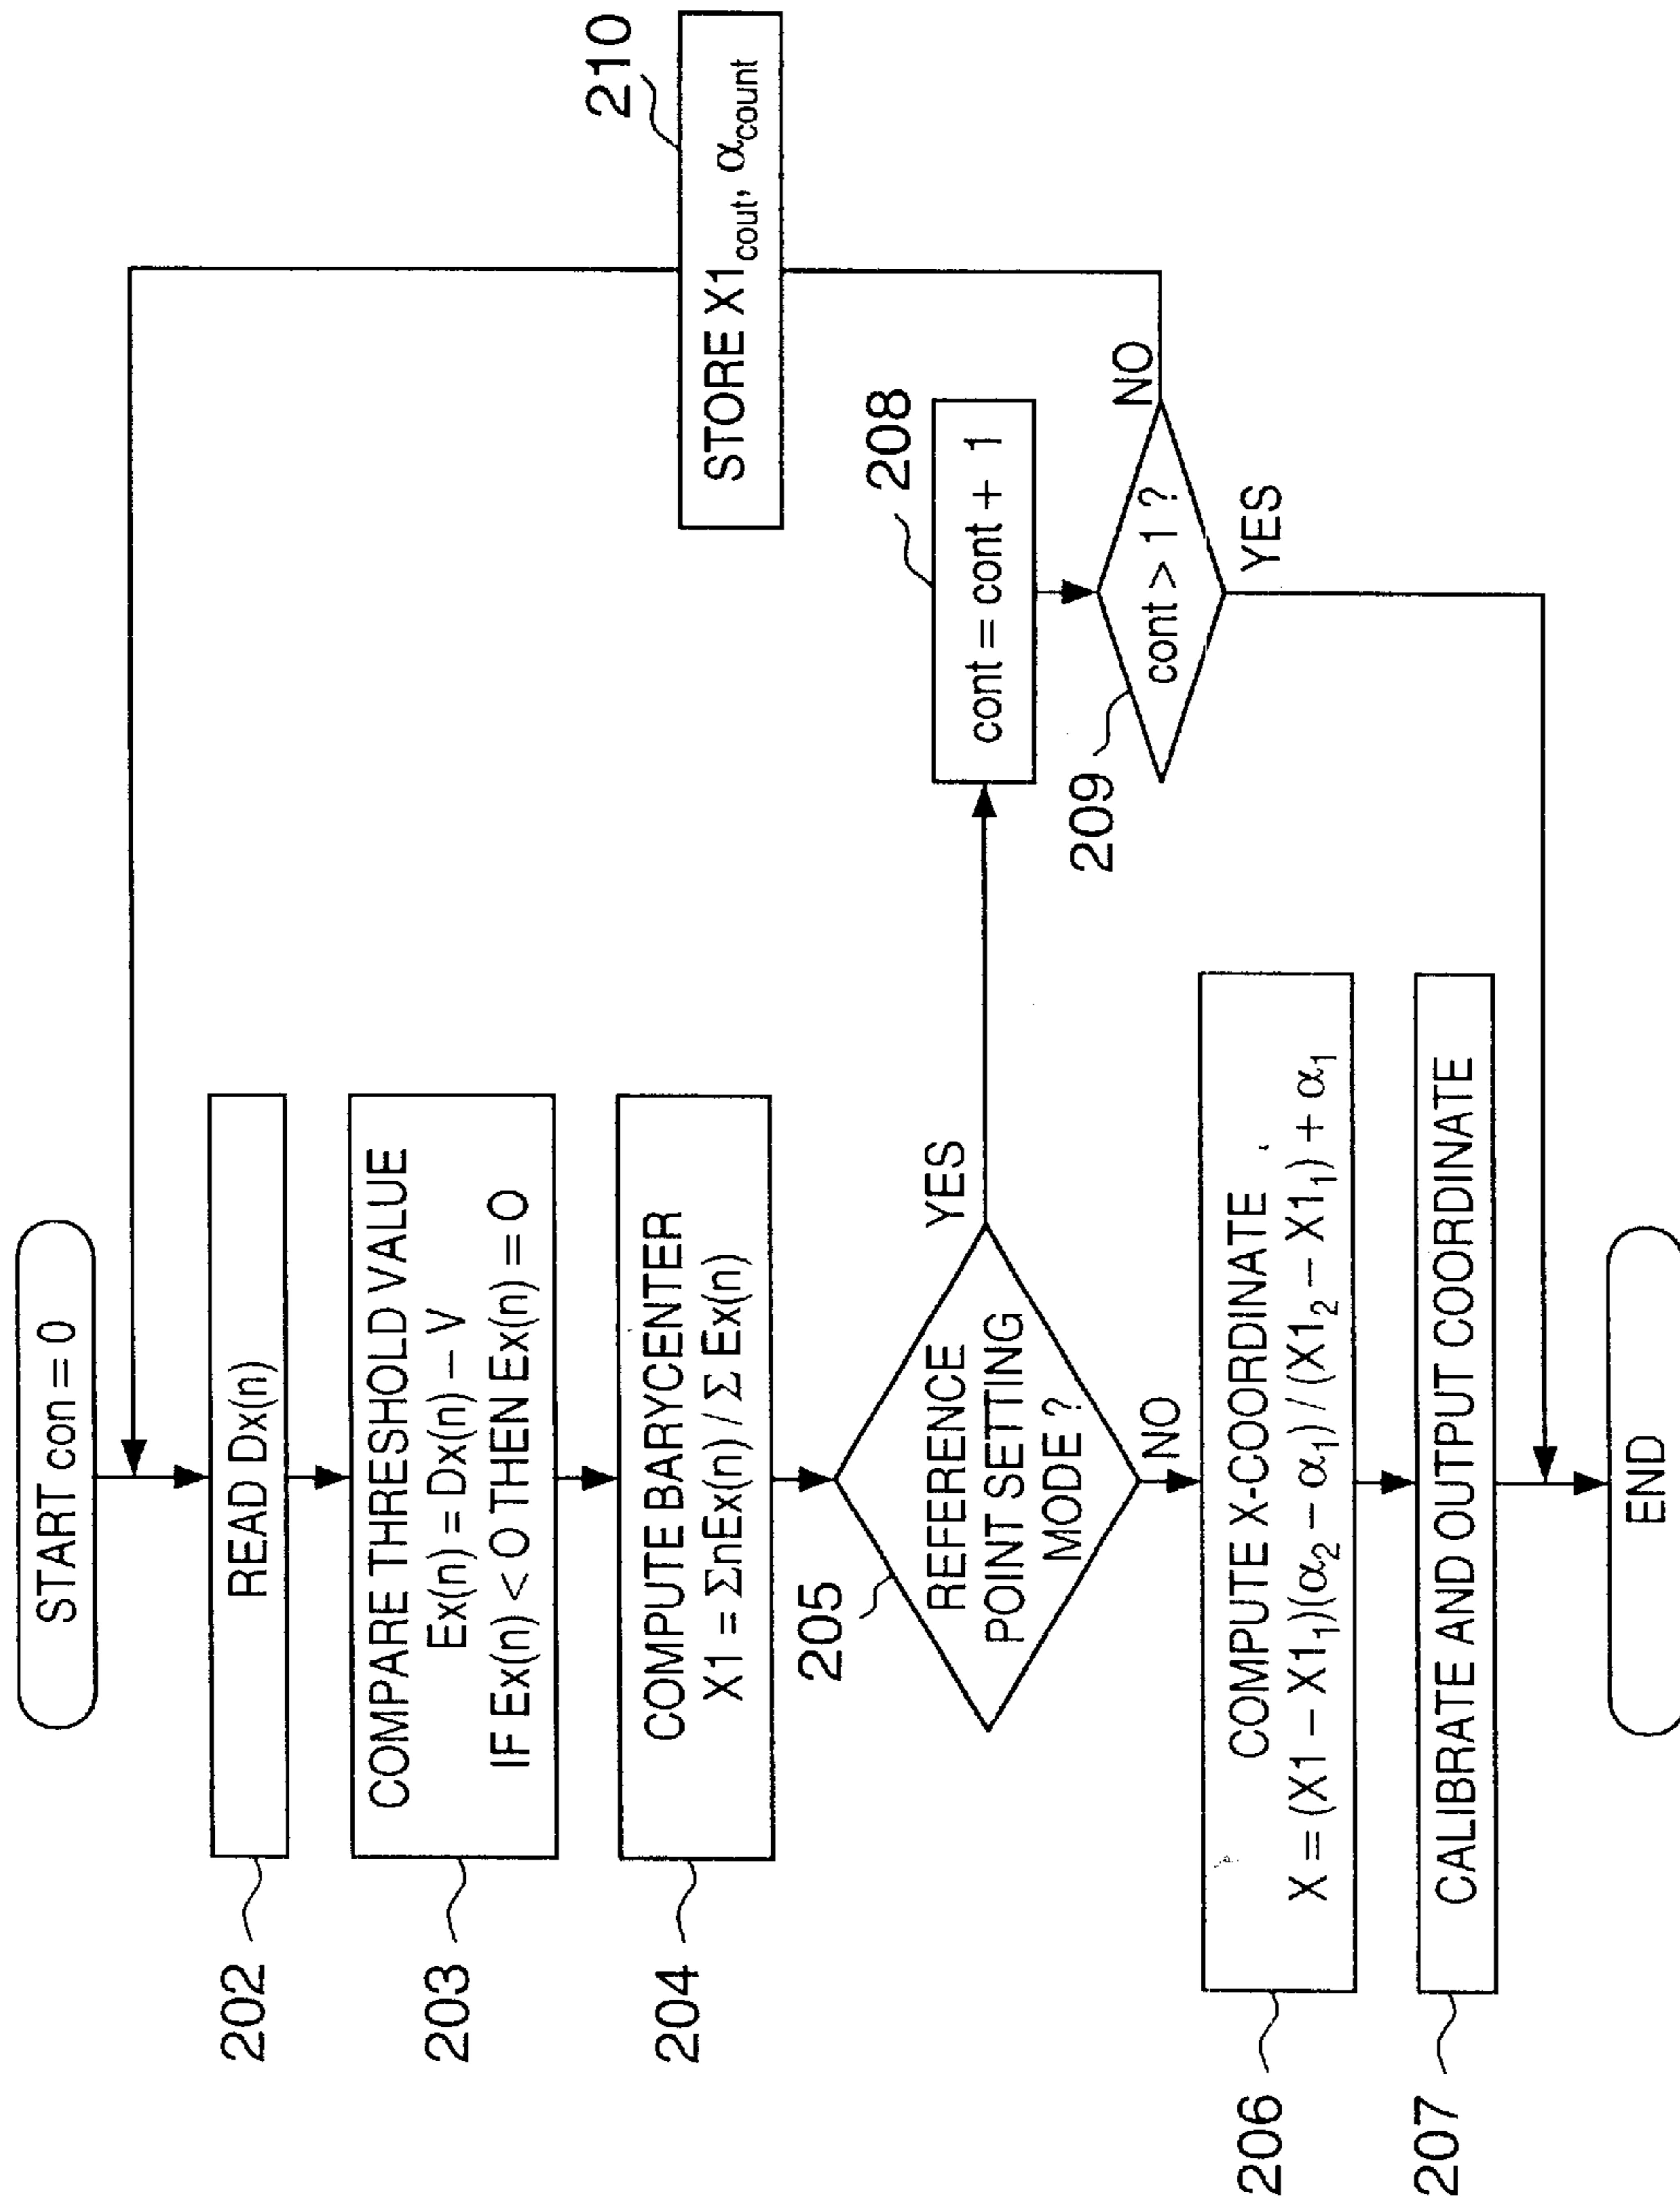 START con = 0
202
READ Dx(n)
203
COMPARE THRESHOLD VALUE
Ex(n) = Dx(n) − V
IF Ex(n) < O THEN Ex(n) = O
204
COMPUTE BARYCENTER
X1 = ΣnEx(n) / Σ Ex(n)
205
REFERENCE
POINT SETTING
MODE ?
YES
NO
206
COMPUTE X-COORDINATE
X = (X1 − X1₁)(α₂ − α₁) / (X1₂ − X1₁) + α₁
207
CALIBRATE AND OUTPUT COORDINATE
END
208
cont = cont + 1
209
cont > 1 ?
NO
YES
210
STORE X1cout, αcount